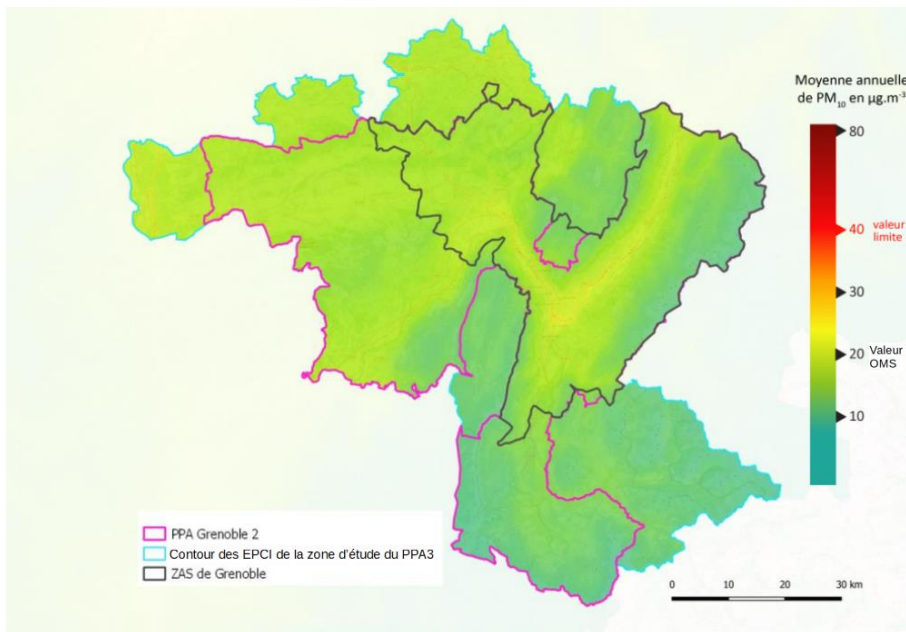 Moyenne annuelle
de PM10 en µg.m-3
80
40 valeur
limite
30
20 Valeur
OMS
10
PPA Grenoble 2
Contour des EPCI de la zone d'étude du PPA3
ZAS de Grenoble
0 10 20 30 km